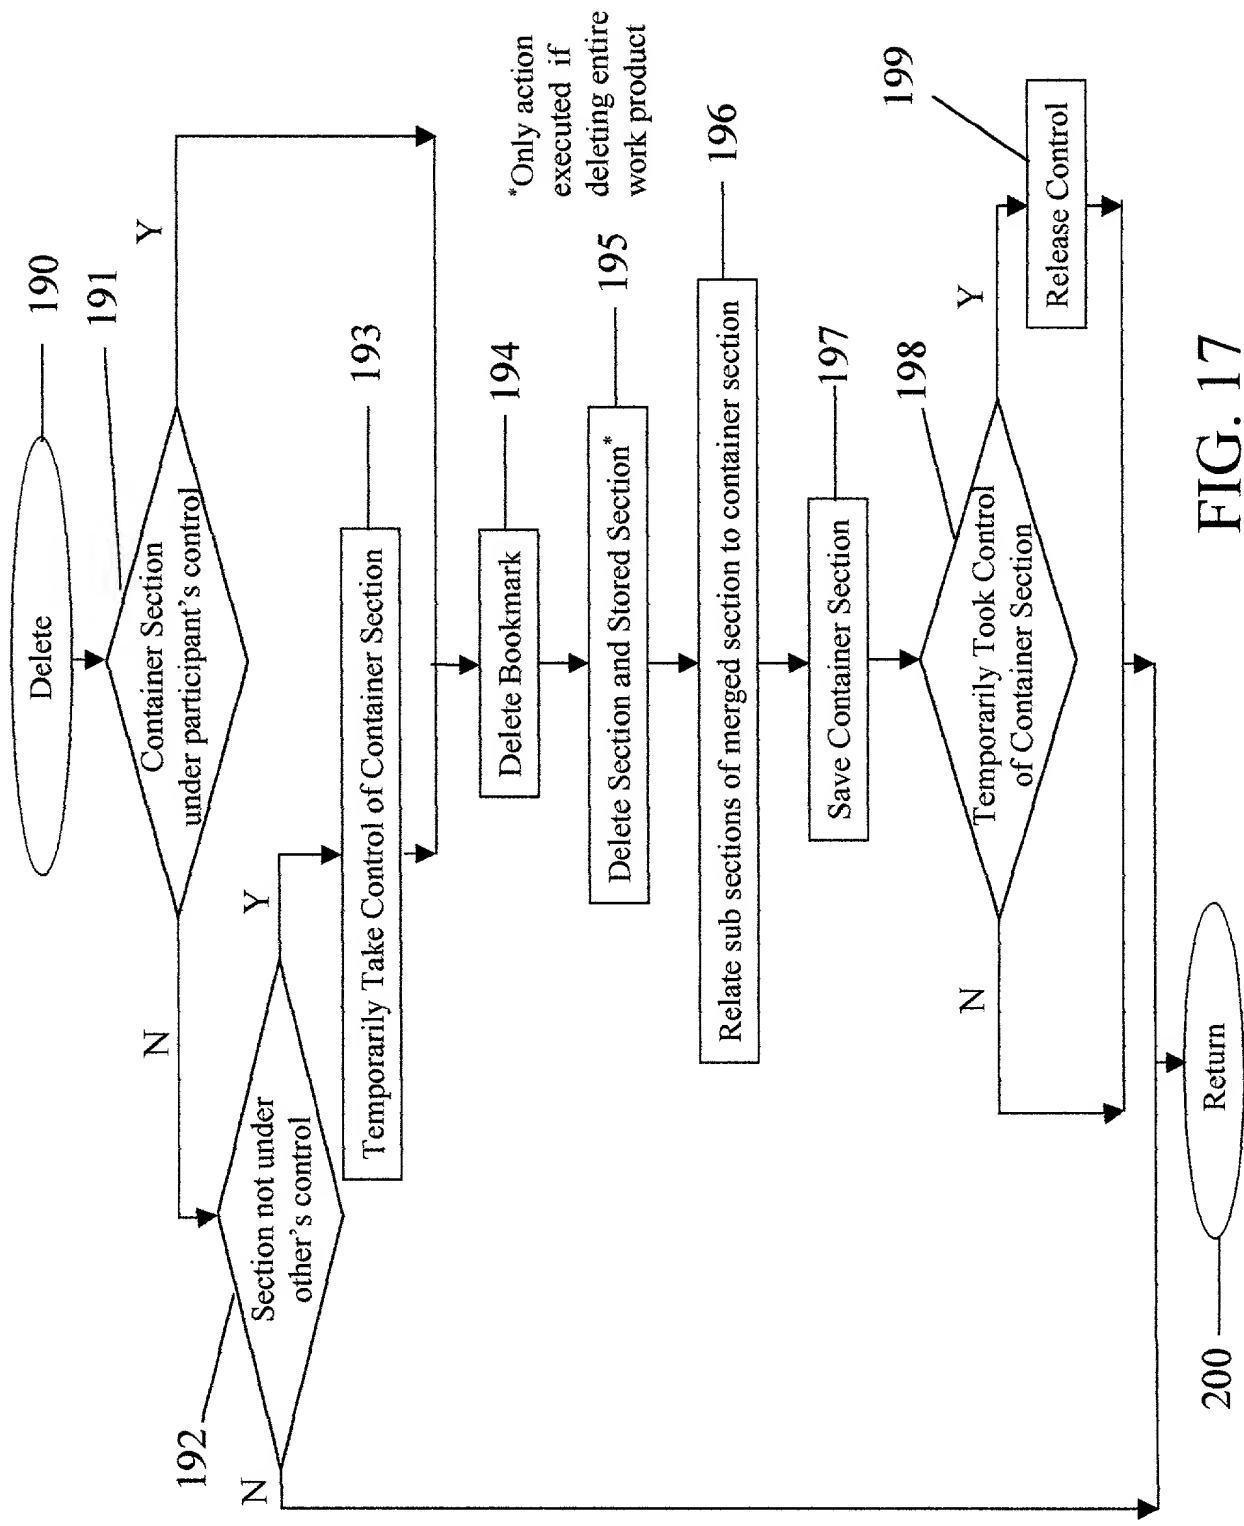 Delete
190
191
Container Section
under participant's control
Y
N
192
Section not under
other's control
Y
N
193
Temporarily Take Control of Container Section
194
Delete Bookmark
195
Delete Section and Stored Section*
*Only action
executed if
deleting entire
work product
196
Relate sub sections of merged section to container section
197
Save Container Section
198
Temporarily Took Control
of Container Section
Y
N
199
Release Control
Return
200
FIG. 17